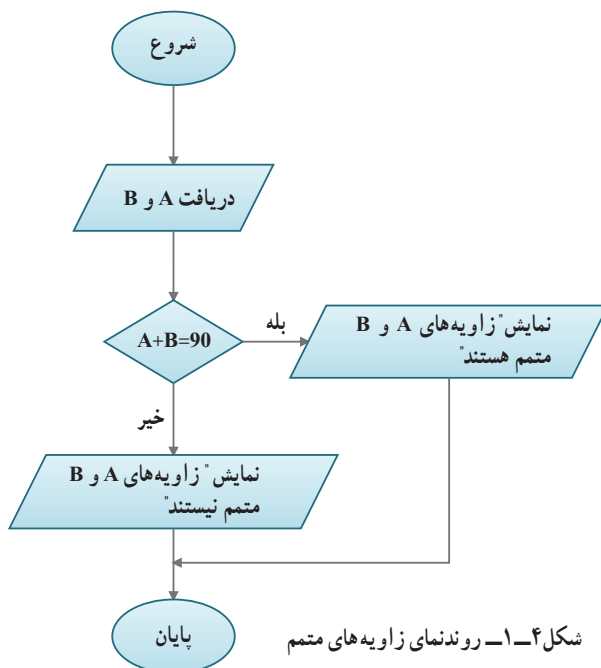 شروع
دریافت A و B
A+B=90
بله
نمایش" زاویه‌های A و B
متمم هستند"
خیر
نمایش" زاویه‌های A و B
متمم نیستند"
پایان
شکل۴ــ۱ــ روندنمای زاویه‌های متمم